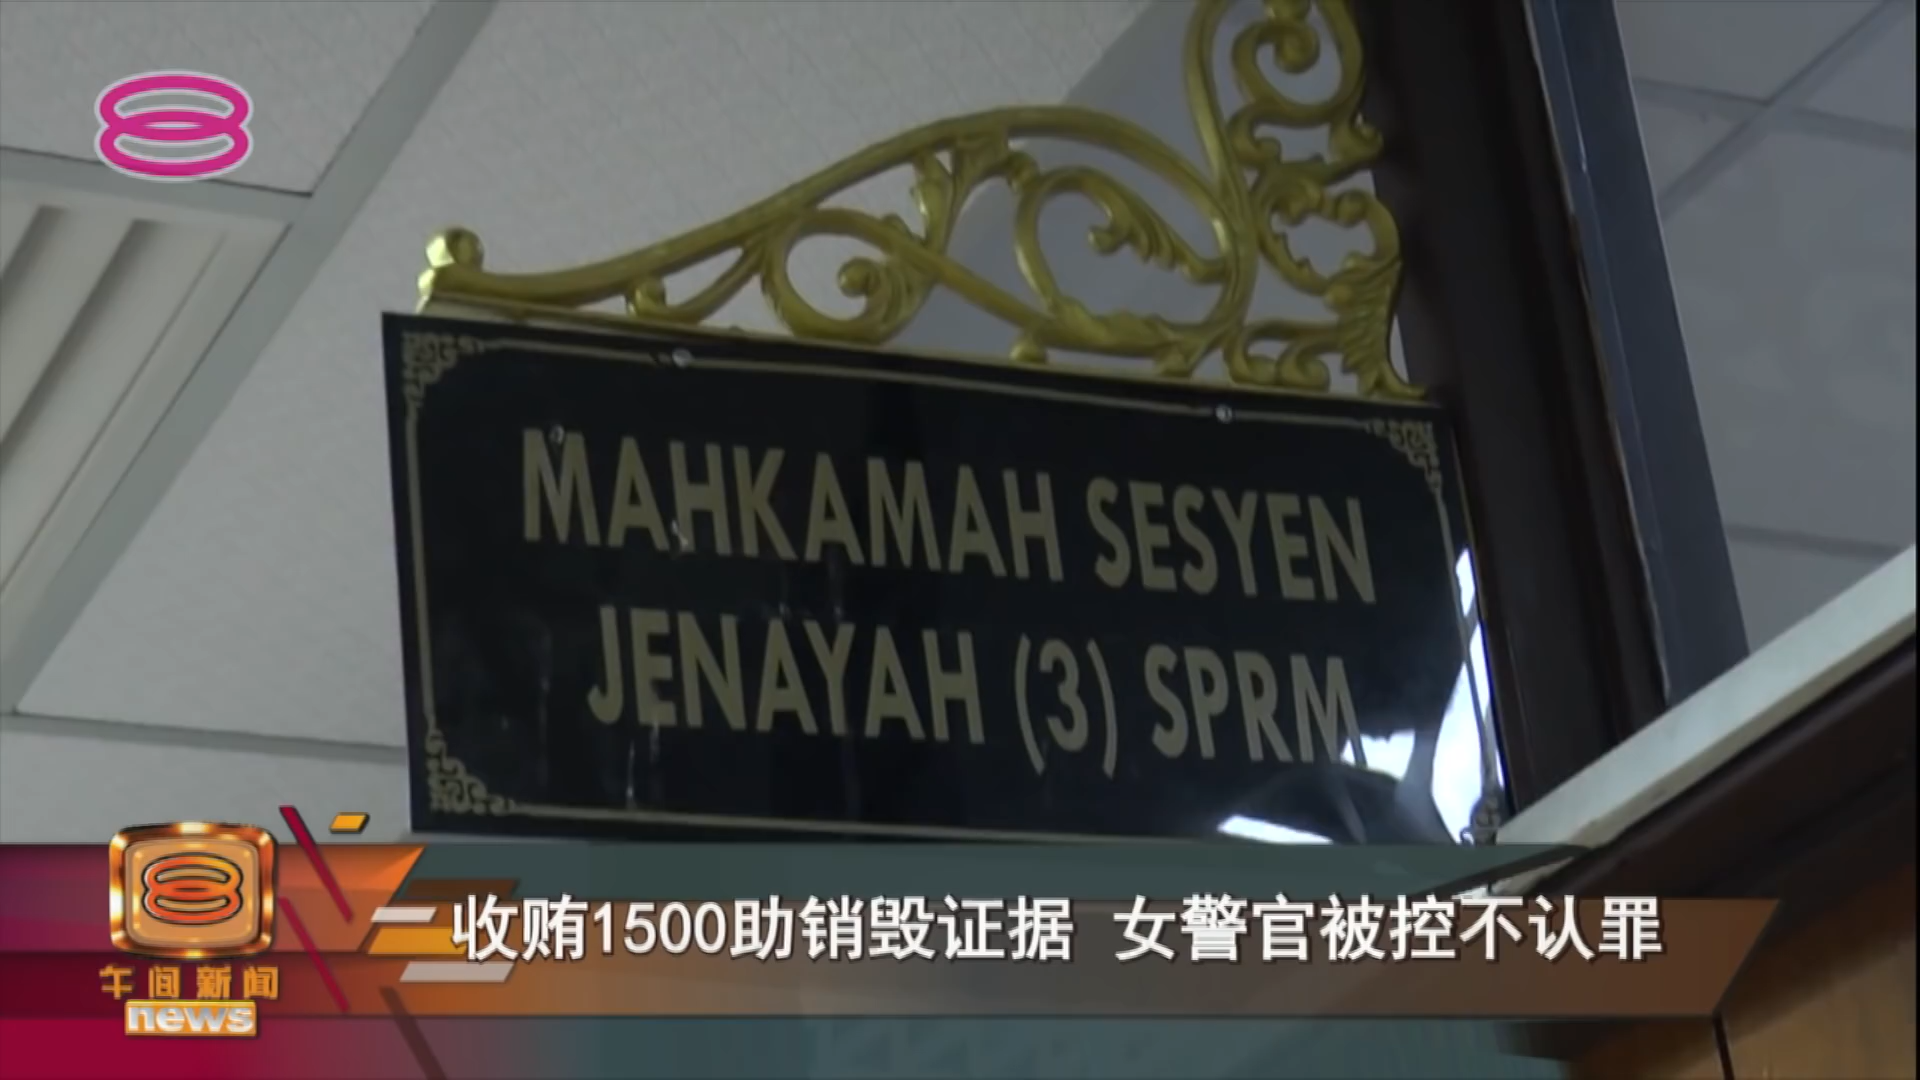 MAHKAMAH SESYEN
JENAYAH (3) SPRM
收贿1500助销毁证据 女警官被控不认罪
午间新闻
news